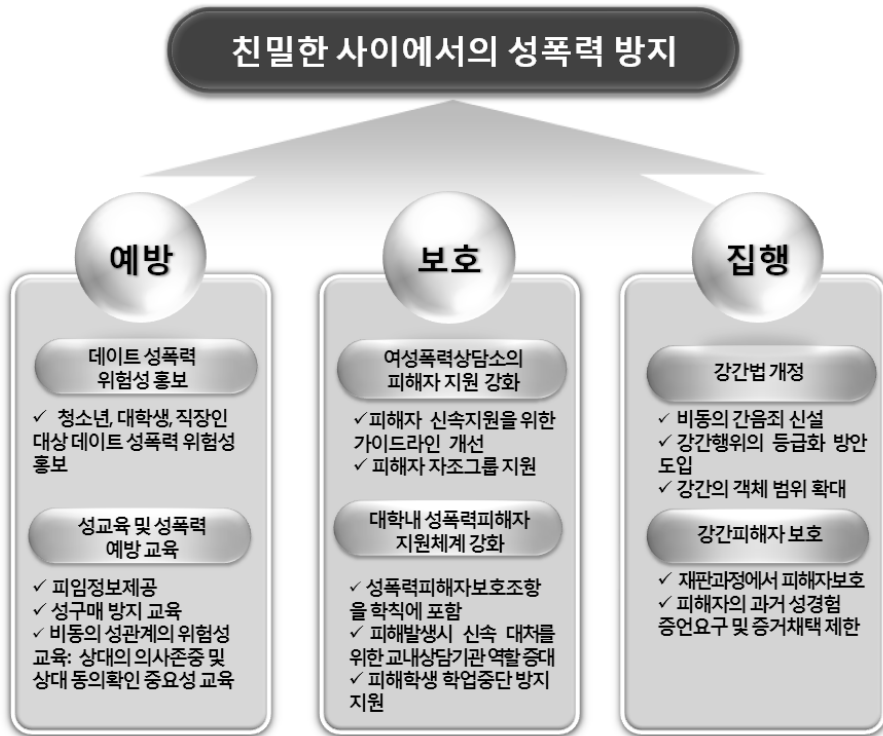 친밀한 사이에서의 성폭력 방지
예방
데이트 성폭력
위험성 홍보
✓ 청소년, 대학생, 직장인
대상 데이트 성폭력 위험성
홍보
성교육 및 성폭력
예방 교육
✓ 피임정보제공
✓ 성구매 방지 교육
✓ 비동의 성관계의 위험성
교육: 상대의 의사존중 및
상대 동의확인 중요성 교육
보호
여성폭력상담소의
피해자 지원 강화
✓피해자 신속지원을 위한
가이드라인 개선
✓ 피해자 자조그룹 지원
대학내 성폭력피해자
지원체계 강화
✓ 성폭력피해자보호조항
을 학칙에 포함
✓ 피해발생시 신속 대처를
위한 교내상담기관 역할 증대
✓ 피해학생 학업중단 방지
지원
집행
강간법 개정
✓ 비동의 간음죄 신설
✓ 강간행위의 등급화 방안
도입
✓ 강간의 객체 범위 확대
강간피해자 보호
✓ 재판과정에서 피해자보호
✓ 피해자의 과거 성경험
증언요구 및 증거채택 제한